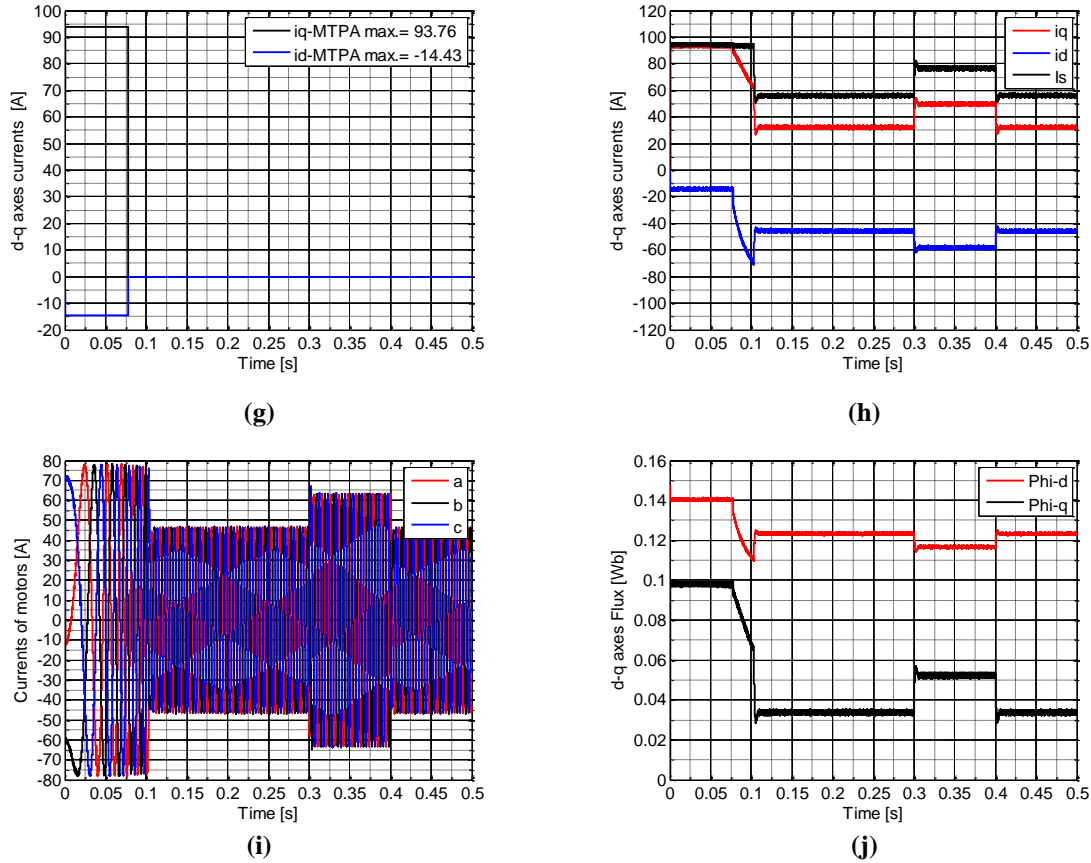 100
90
80
70
60
50
40
30
20
10
0
-10
-20
d-q axes currents [A]
iq-MTPA max.= 93.76
id-MTPA max.= -14.43
0 0.05 0.1 0.15 0.2 0.25 0.3 0.35 0.4 0.45 0.5
Time [s]
(g)
120
100
80
60
40
20
0
-20
-40
-60
-80
-100
-120
d-q axes currents [A]
iq
id
Is
0 0.05 0.1 0.15 0.2 0.25 0.3 0.35 0.4 0.45 0.5
Time [s]
(h)
80
70
60
50
40
30
20
10
0
-10
-20
-30
-40
-50
-60
-70
-80
Currents of motors [A]
a
b
c
0 0.05 0.1 0.15 0.2 0.25 0.3 0.35 0.4 0.45 0.5
Time [s]
(i)
0.16
0.14
0.12
0.1
0.08
0.06
0.04
0.02
0
d-q axes Flux [Wb]
Phi-d
Phi-q
0 0.05 0.1 0.15 0.2 0.25 0.3 0.35 0.4 0.45 0.5
Time [s]
(j)